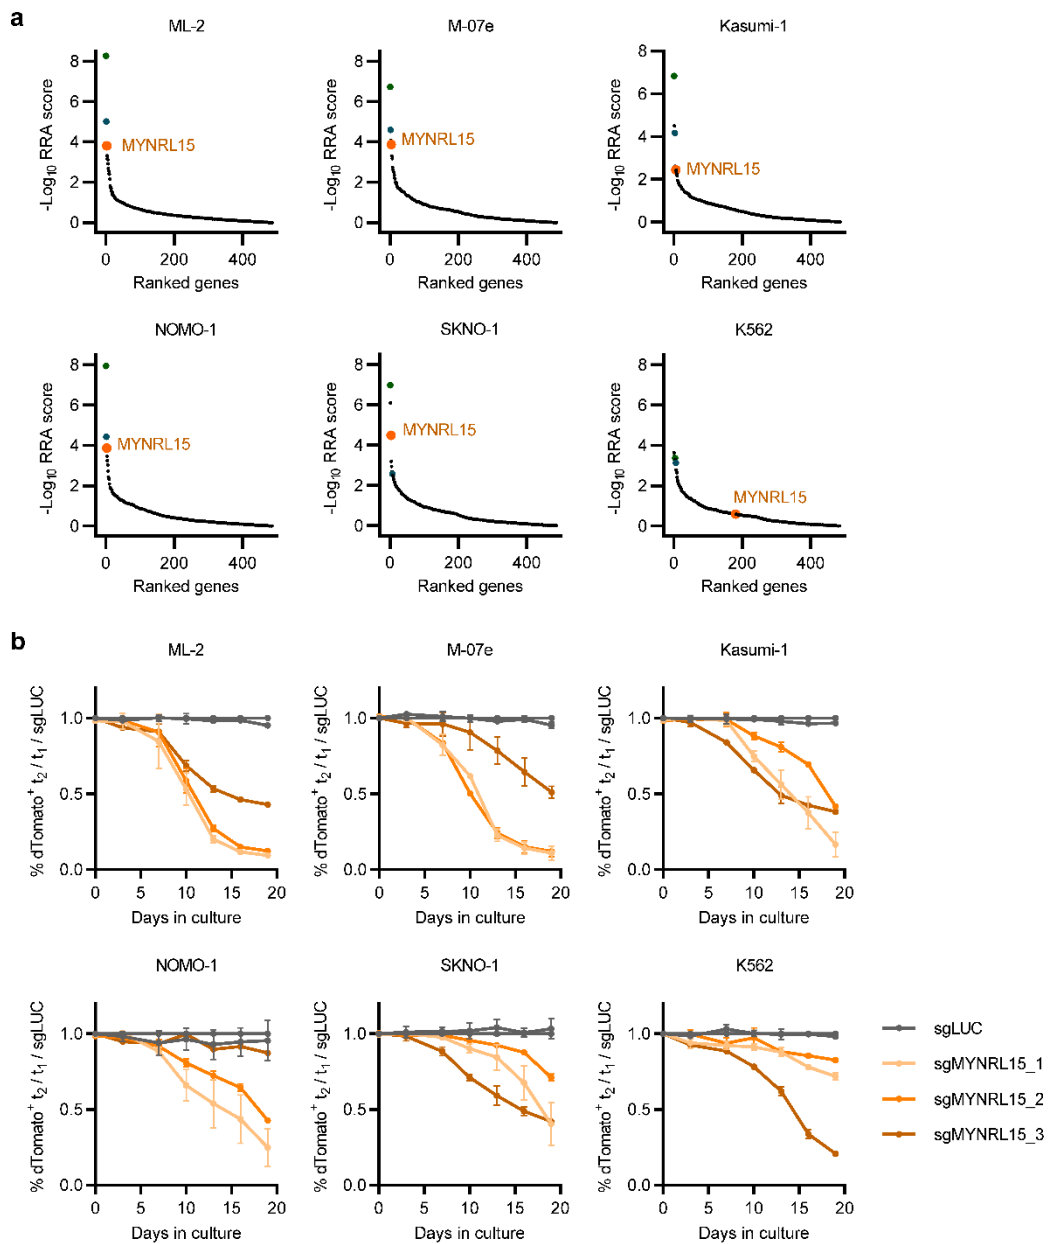 a
ML-2
M-07e
Kasumi-1
-Log10 RRA score
8
6
4
2
0
MYNRL15
0 200 400
Ranked genes
-Log10 RRA score
8
6
4
2
0
MYNRL15
0 200 400
Ranked genes
-Log10 RRA score
8
6
4
2
0
MYNRL15
0 200 400
Ranked genes
NOMO-1
SKNO-1
K562
-Log10 RRA score
8
6
4
2
0
MYNRL15
0 200 400
Ranked genes
-Log10 RRA score
8
6
4
2
0
MYNRL15
0 200 400
Ranked genes
-Log10 RRA score
8
6
4
2
0
MYNRL15
0 200 400
Ranked genes
b
ML-2
M-07e
Kasumi-1
% dTomato+ t2 / t1 / sgLUC
1.0
0.5
0.0
0 5 10 15 20
Days in culture
% dTomato+ t2 / t1 / sgLUC
1.0
0.5
0.0
0 5 10 15 20
Days in culture
% dTomato+ t2 / t1 / sgLUC
1.0
0.5
0.0
0 5 10 15 20
Days in culture
NOMO-1
SKNO-1
K562
% dTomato+ t2 / t1 / sgLUC
1.0
0.5
0.0
0 5 10 15 20
Days in culture
% dTomato+ t2 / t1 / sgLUC
1.0
0.5
0.0
0 5 10 15 20
Days in culture
% dTomato+ t2 / t1 / sgLUC
1.0
0.5
0.0
0 5 10 15 20
Days in culture
sgLUC
sgMYNRL15_1
sgMYNRL15_2
sgMYNRL15_3